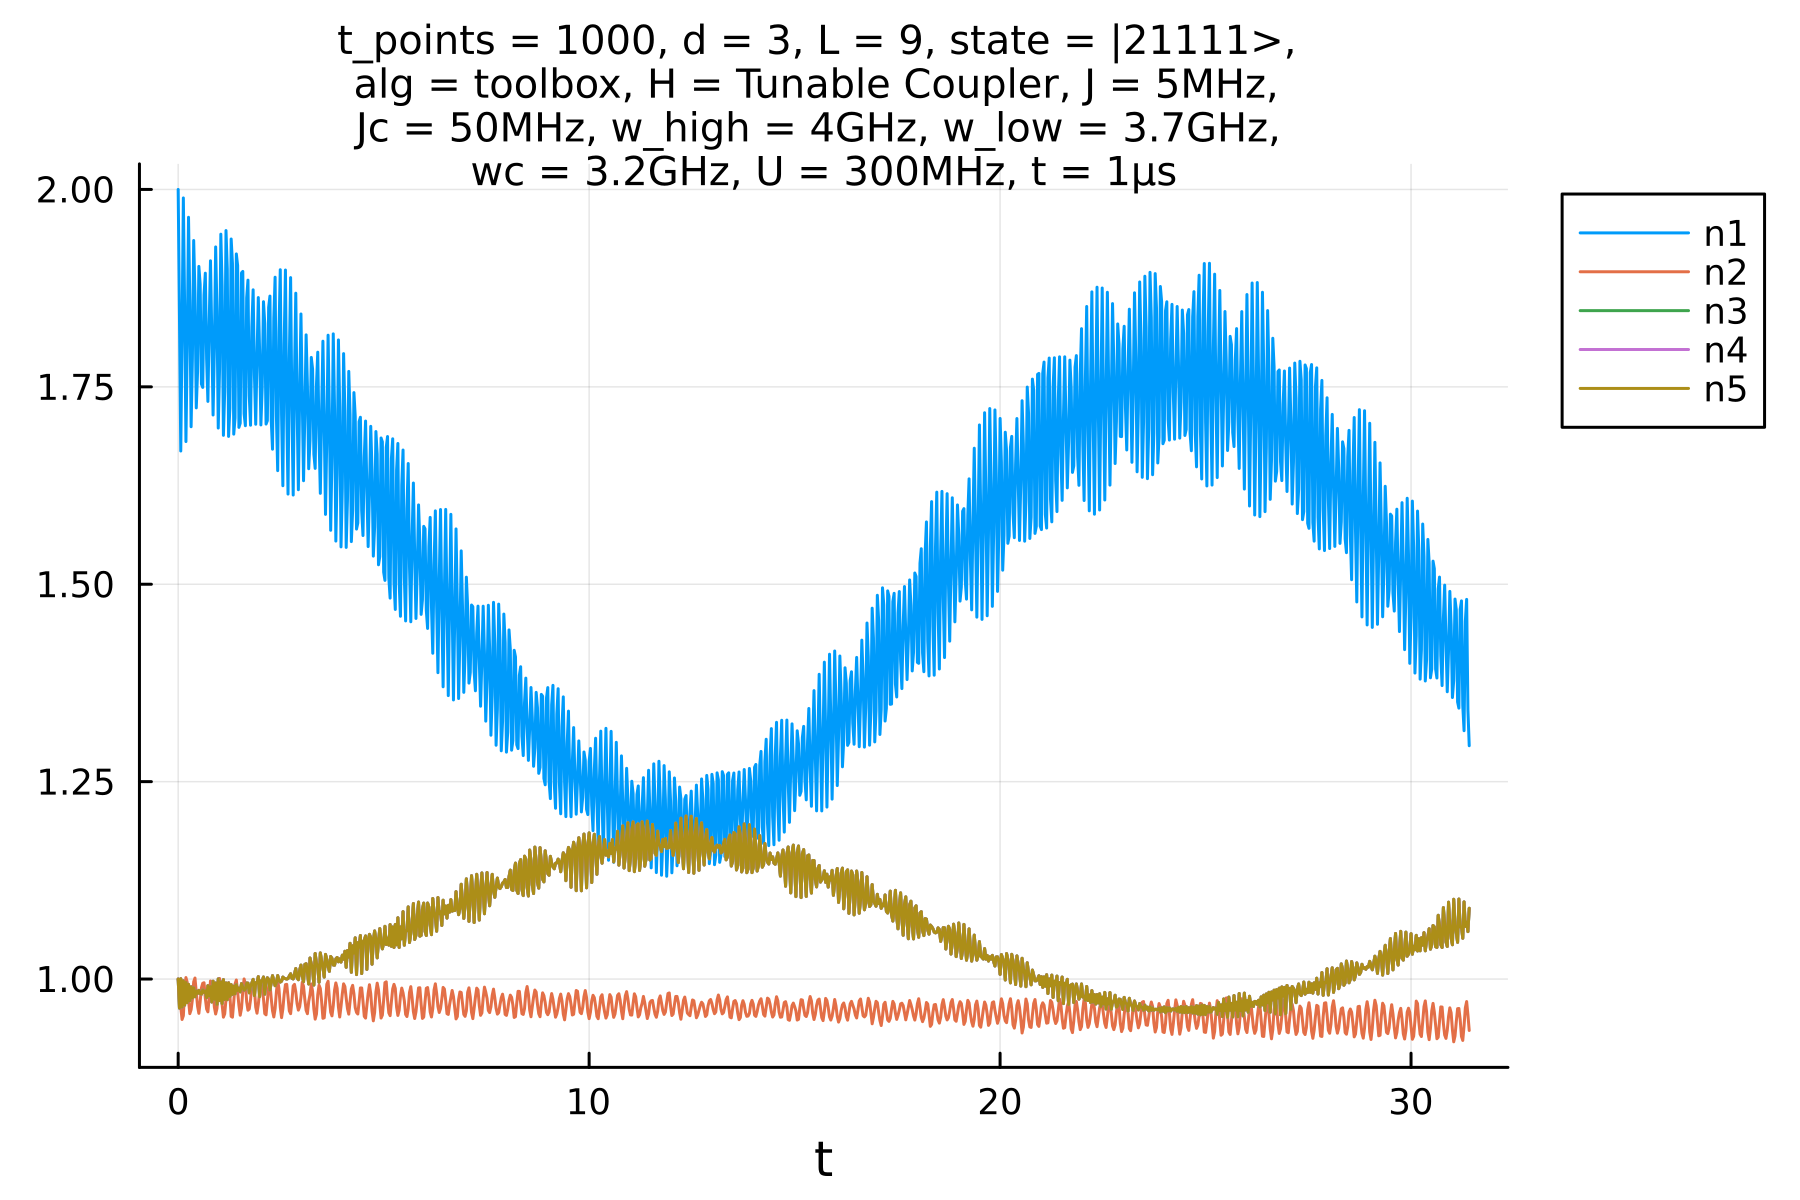 t_points = 1000, d = 3, L = 9, state = |21111>,
alg = toolbox, H = Tunable Coupler, J = 5MHz,
Jc = 50MHz, w_high = 4GHz, w_low = 3.7GHz,
wc = 3.2GHz, U = 300MHz, t = 1μs
2.00
1.75
1.50
1.25
1.00
0
10
20
30
t
n1
n2
n3
n4
n5